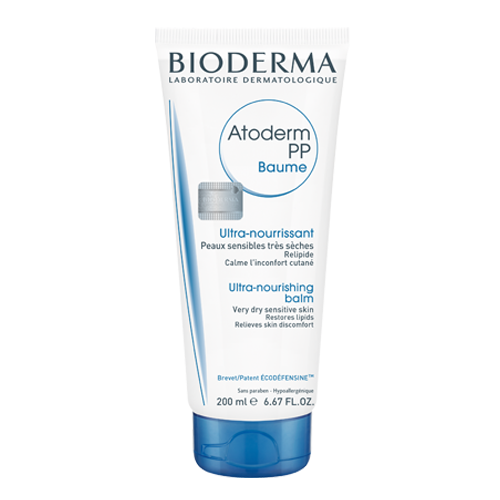 BIODERMA
LABORATOIRE DERMATOLOGIQUE
Atoderm
PP
Baume
Ultra-nourrissant
Peaux sensibles très sèches
Relipide
Calme l'inconfort cutané
Ultra-nourishing
balm
Very dry sensitive skin
Restores lipids
Relieves skin discomfort
Brevet/Patent ÉCODÉFENSINE™
Sans paraben - Hypoallergénique
200 ml ℮ 6.67 FL.OZ.